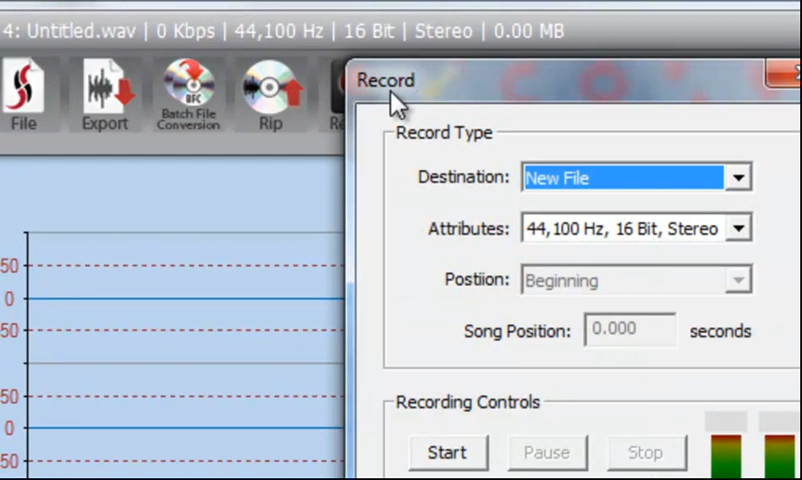 4: Untitled.wav | 0 Kbps | 44,100 Hz | 16 Bit | Stereo | 0.00 MB
File
Export
BFC
Batch File
Conversion
Rip
Record
Record Type
Destination: New File
Attributes: 44,100 Hz, 16 Bit, Stereo
Postiion: Beginning
Song Position: 0.000 seconds
Recording Controls
Start Pause Stop
50
0
50
50
0
50